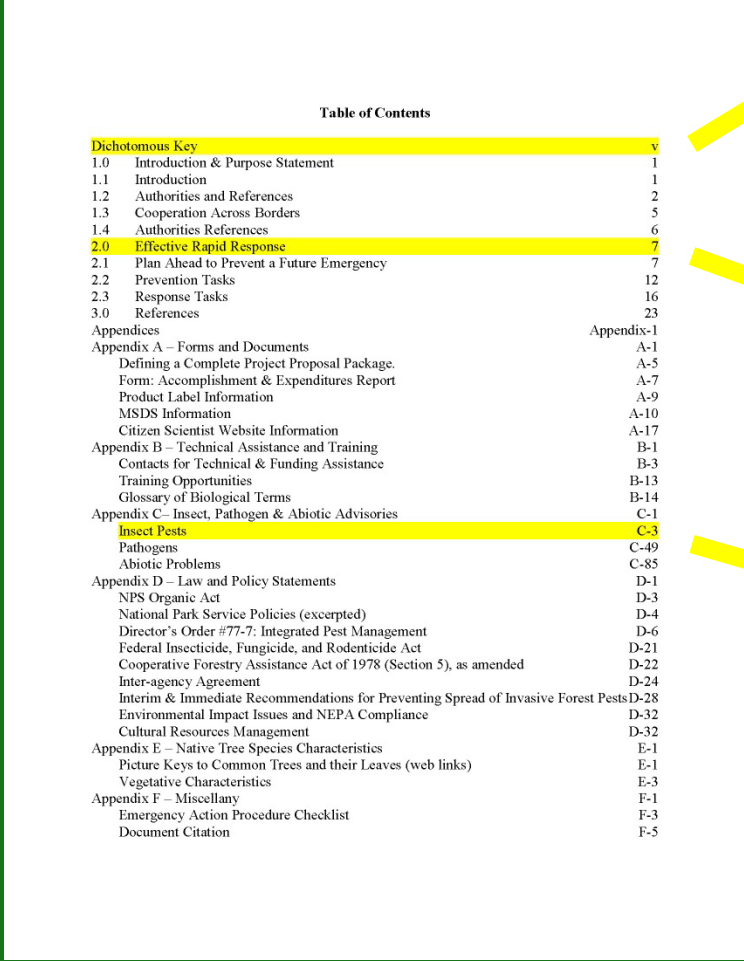 Table of Contents
Dichotomous Key v
1.0 Introduction & Purpose Statement 1
1.1 Introduction 1
1.2 Authorities and References 2
1.3 Cooperation Across Borders 5
1.4 Authorities References 6
2.0 Effective Rapid Response 7
2.1 Plan Ahead to Prevent a Future Emergency 7
2.2 Prevention Tasks 12
2.3 Response Tasks 16
3.0 References 23
Appendices Appendix-1
Appendix A – Forms and Documents A-1
Defining a Complete Project Proposal Package. A-5
Form: Accomplishment & Expenditures Report A-7
Product Label Information A-9
MSDS Information A-10
Citizen Scientist Website Information A-17
Appendix B – Technical Assistance and Training B-1
Contacts for Technical & Funding Assistance B-3
Training Opportunities B-13
Glossary of Biological Terms B-14
Appendix C– Insect, Pathogen & Abiotic Advisories C-1
Insect Pests C-3
Pathogens C-49
Abiotic Problems C-85
Appendix D – Law and Policy Statements D-1
NPS Organic Act D-3
National Park Service Policies (excerpted) D-4
Director's Order #77-7: Integrated Pest Management D-6
Federal Insecticide, Fungicide, and Rodenticide Act D-21
Cooperative Forestry Assistance Act of 1978 (Section 5), as amended D-22
Inter-agency Agreement D-24
Interim & Immediate Recommendations for Preventing Spread of Invasive Forest Pests D-28
Environmental Impact Issues and NEPA Compliance D-32
Cultural Resources Management D-32
Appendix E – Native Tree Species Characteristics E-1
Picture Keys to Common Trees and their Leaves (web links) E-1
Vegetative Characteristics E-3
Appendix F – Miscellany F-1
Emergency Action Procedure Checklist F-3
Document Citation F-5